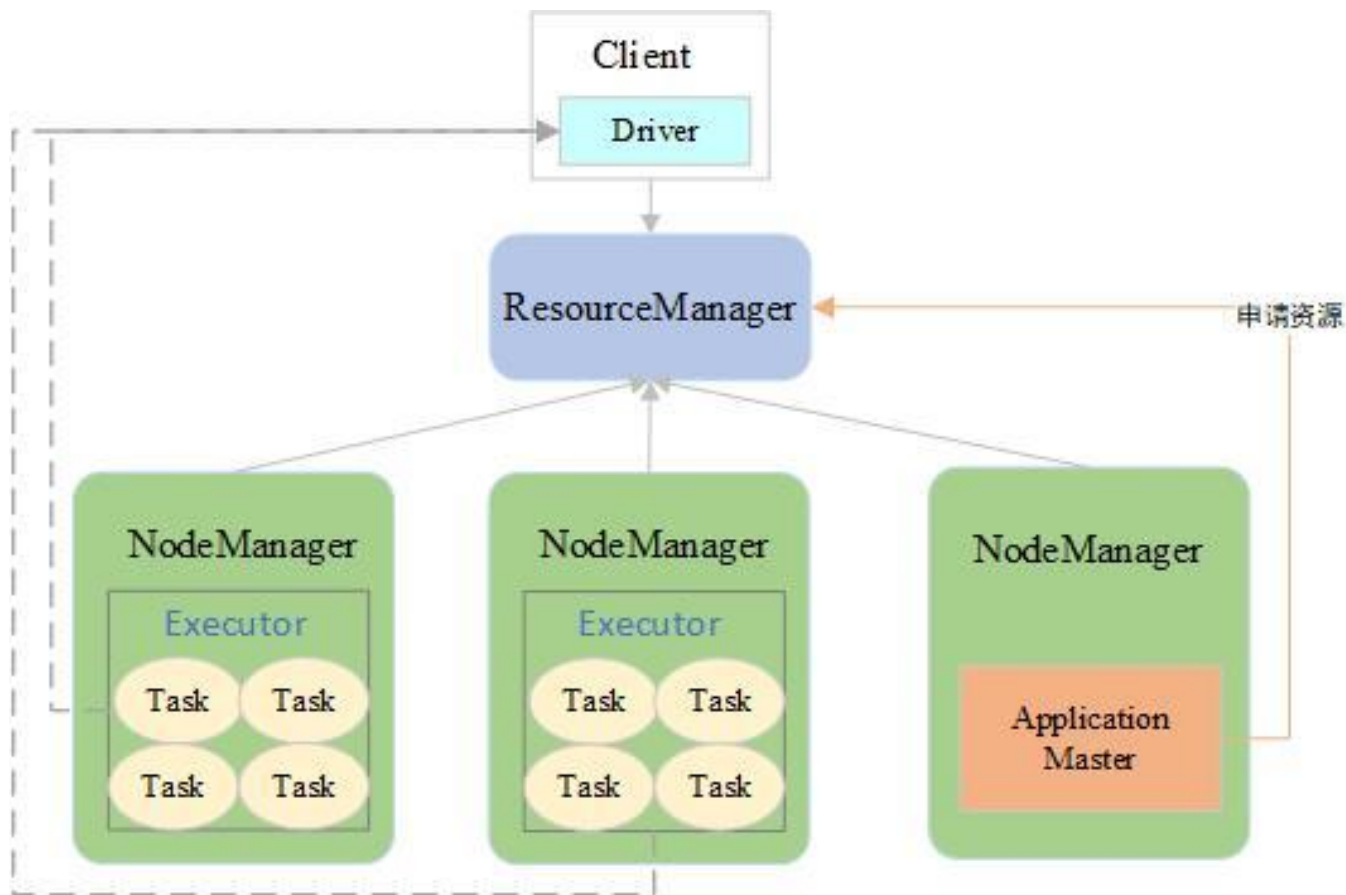 Client
Driver
ResourceManager
申请资源
NodeManager
Executor
Task Task
Task Task
NodeManager
Executor
Task Task
Task Task
NodeManager
Application
Master